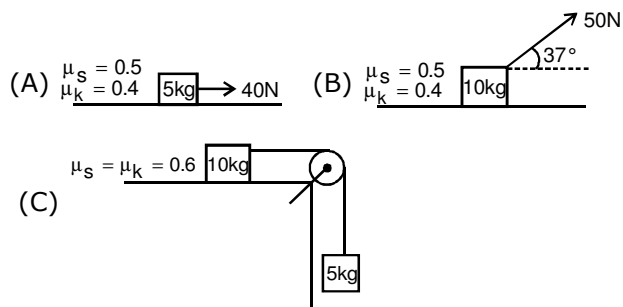 (A) μs = 0.5
μk = 0.4
5kg
40N
(B) μs = 0.5
μk = 0.4
10kg
37°
50N
(C) μs = μk = 0.6
10kg
5kg